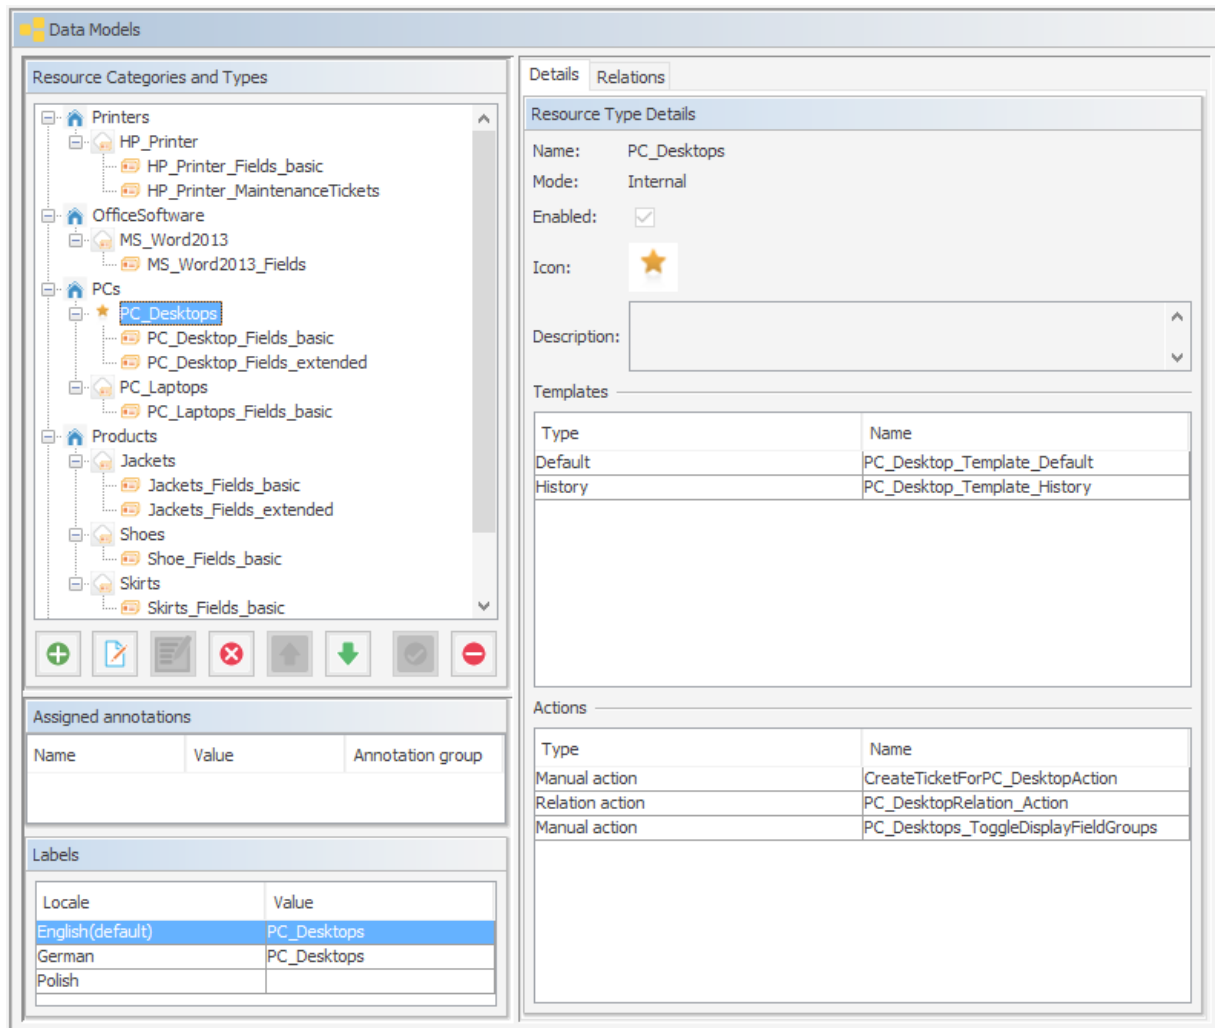 Data Models
Resource Categories and Types
Printers
HP_Printer
HP_Printer_Fields_basic
HP_Printer_MaintenanceTickets
OfficeSoftware
MS_Word2013
MS_Word2013_Fields
PCs
PC_Desktops
PC_Desktop_Fields_basic
PC_Desktop_Fields_extended
PC_Laptops
PC_Laptops_Fields_basic
Products
Jackets
Jackets_Fields_basic
Jackets_Fields_extended
Shoes
Shoe_Fields_basic
Skirts
Skirts_Fields_basic
Assigned annotations
Name Value Annotation group
Labels
Locale Value
English(default) PC_Desktops
German PC_Desktops
Polish
Details Relations
Resource Type Details
Name: PC_Desktops
Mode: Internal
Enabled:
Icon:
Description:
Templates
Type Name
Default PC_Desktop_Template_Default
History PC_Desktop_Template_History
Actions
Type Name
Manual action CreateTicketForPC_DesktopAction
Relation action PC_DesktopRelation_Action
Manual action PC_Desktops_ToggleDisplayFieldGroups